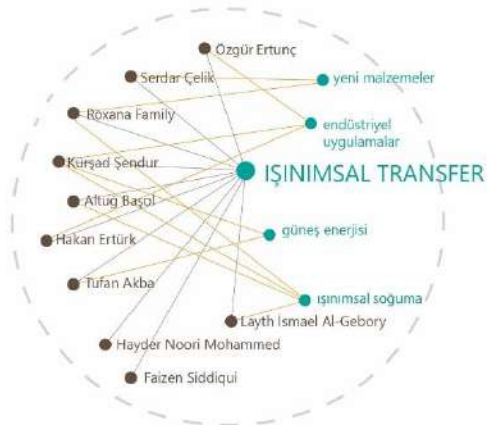 Özgür Ertunç
Serdar Çelik
yeni malzemeler
Roxana Family
endüstriyel
uygulamalar
Kürşad Şendur
IŞINIMSAL TRANSFER
Altuğ Başol
güneş enerjisi
Hakan Ertürk
Tufan Akba
ışınımsal soğuma
Layth Ismael Al-Gebory
Hayder Noori Mohammed
Faizen Siddiqui